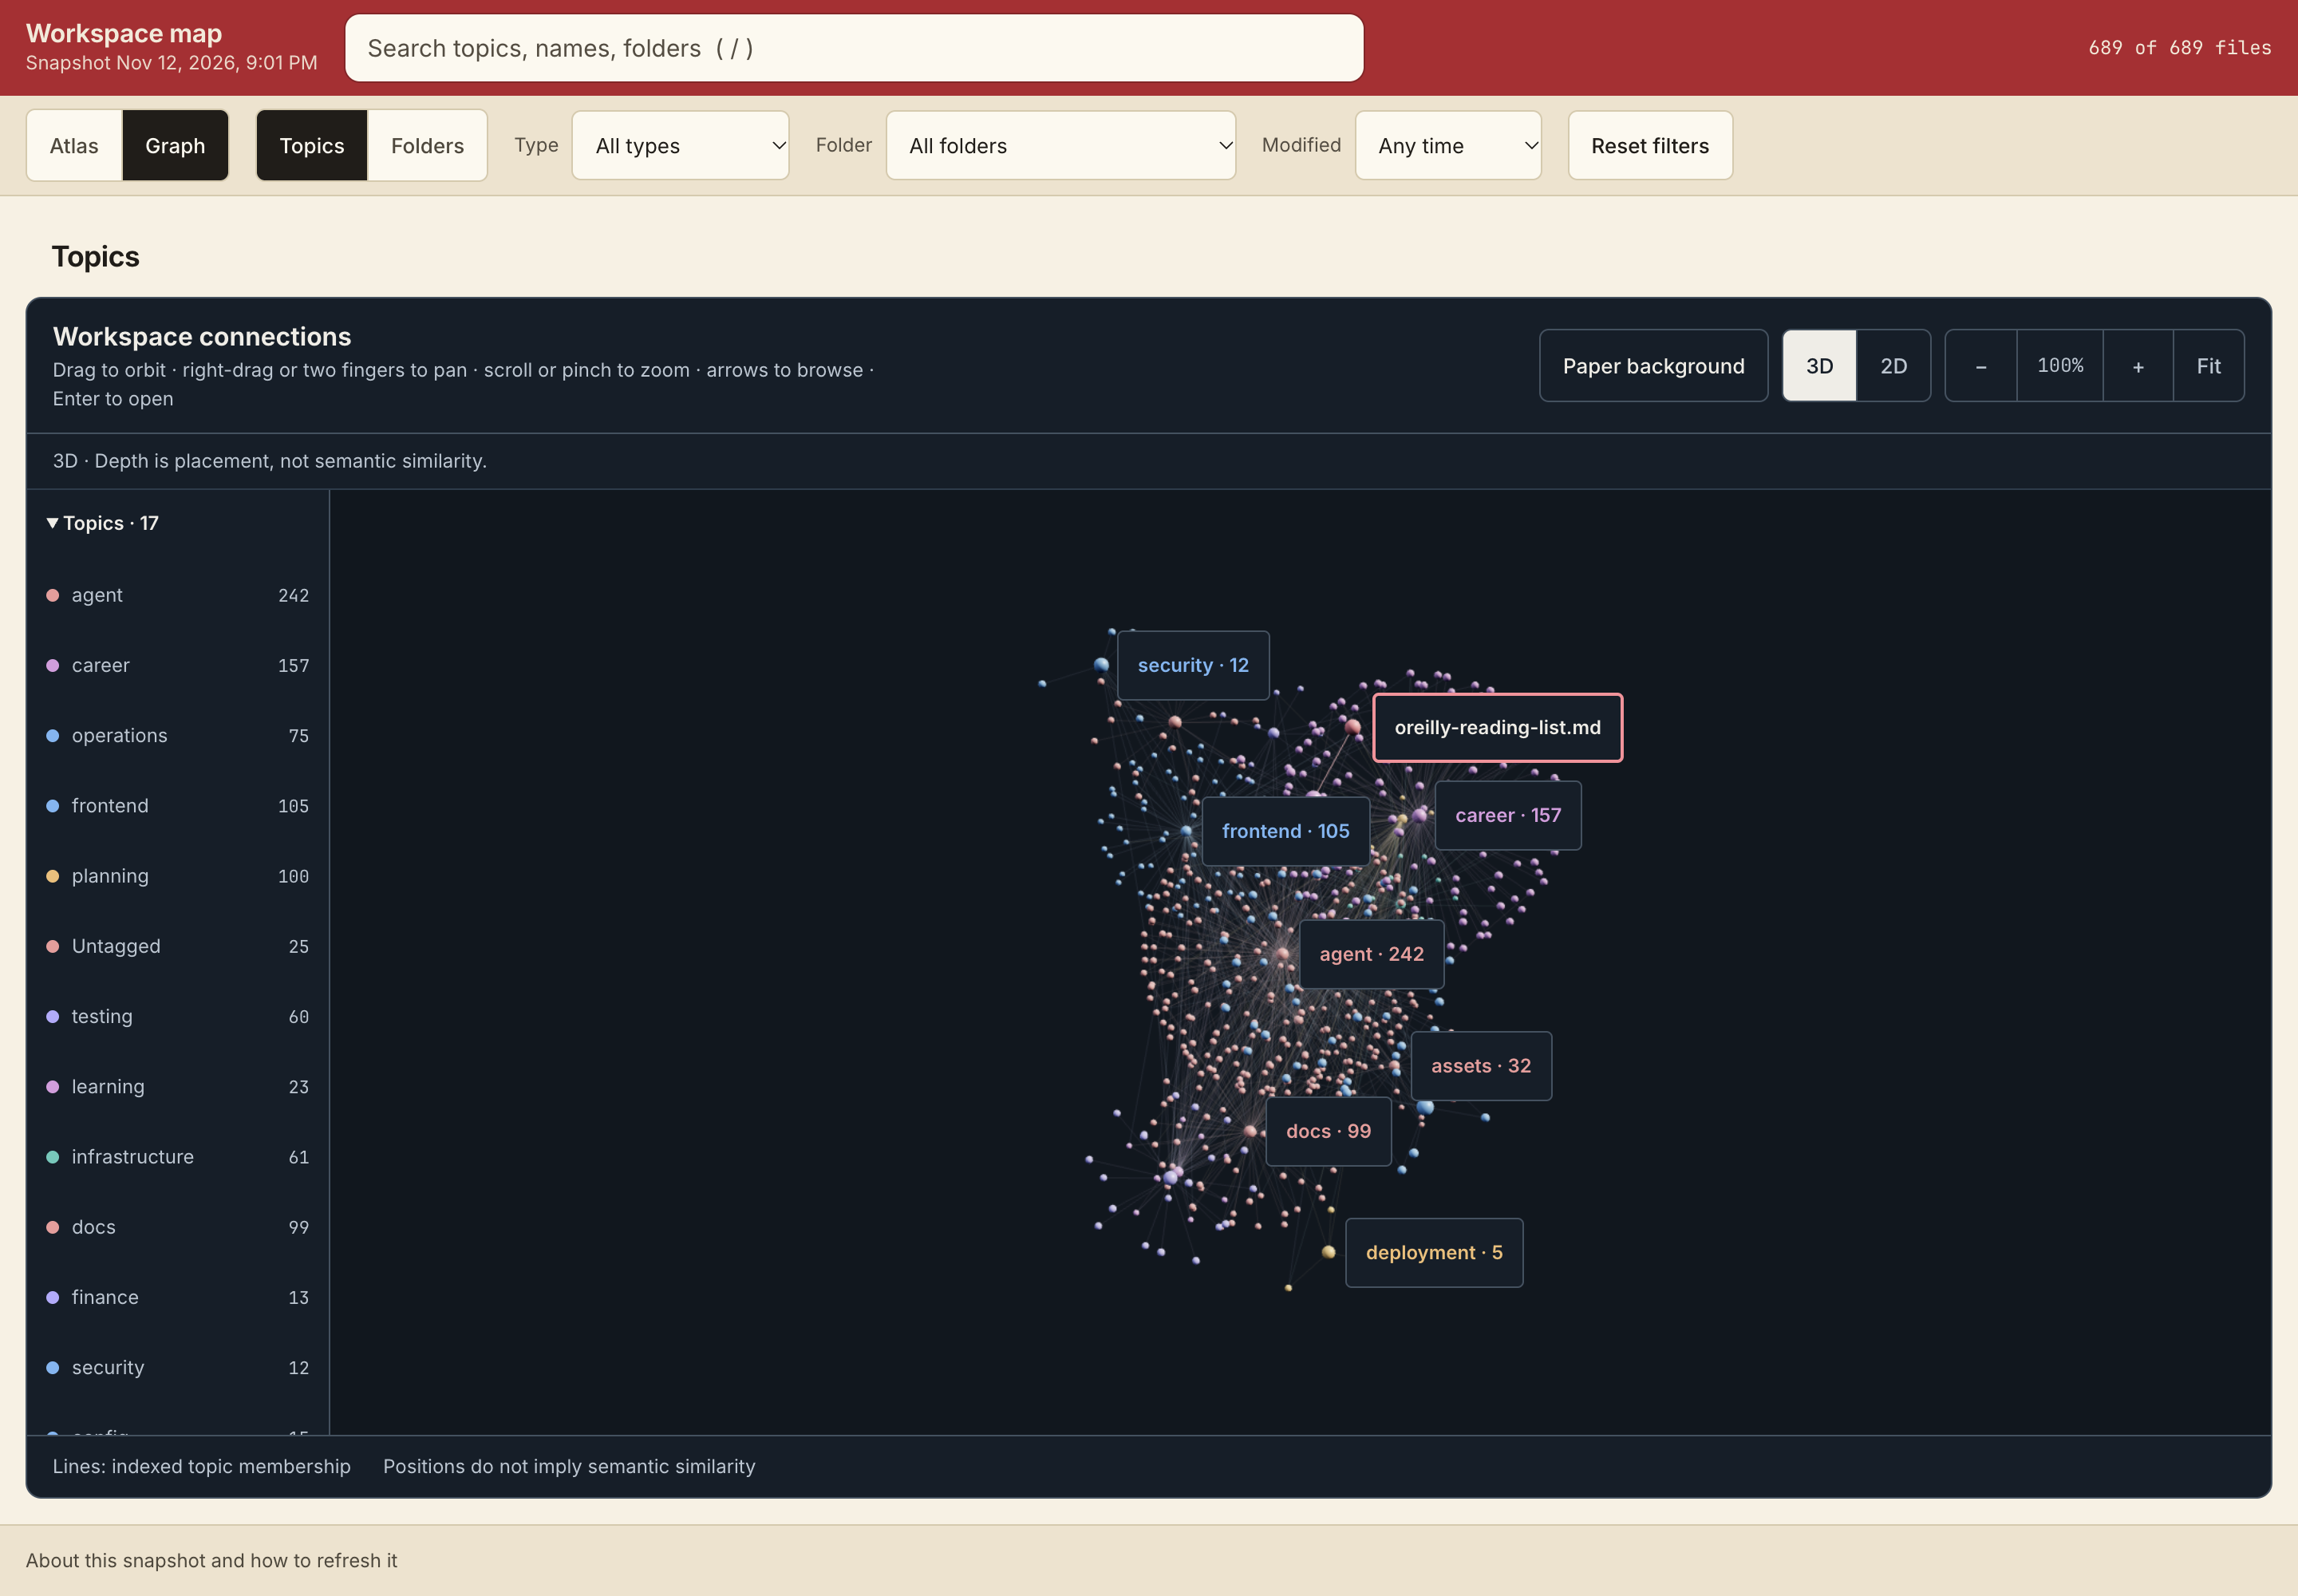 Workspace map
Snapshot Nov 12, 2026, 9:01 PM
Search topics, names, folders ( / )
689 of 689 files
Atlas
Graph
Topics
Folders
Type
All types
Folder
All folders
Modified
Any time
Reset filters
Topics
Workspace connections
Drag to orbit · right-drag or two fingers to pan · scroll or pinch to zoom · arrows to browse ·
Enter to open
Paper background
3D
2D
−
100%
+
Fit
3D · Depth is placement, not semantic similarity.
▼ Topics · 17
agent 242
career 157
operations 75
frontend 105
planning 100
Untagged 25
testing 60
learning 23
infrastructure 61
docs 99
finance 13
security 12
security · 12
oreilly-reading-list.md
career · 157
frontend · 105
agent · 242
assets · 32
docs · 99
deployment · 5
Lines: indexed topic membership
Positions do not imply semantic similarity
About this snapshot and how to refresh it